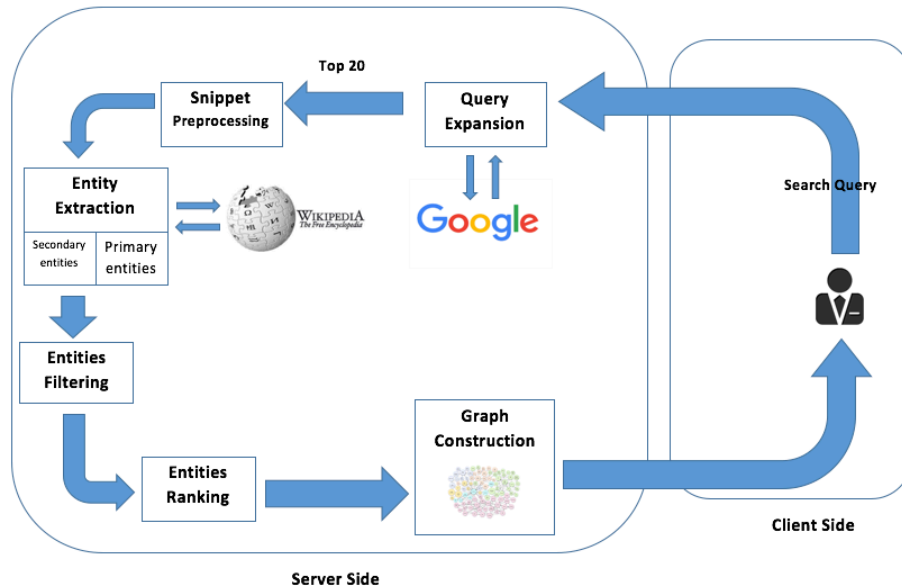 Top 20
Snippet
Preprocessing
Query
Expansion
Search Query
Entity
Extraction
Secondary
entities
Primary
entities
WIKIPEDIA
The Free Encyclopedia
Google
Entities
Filtering
Graph
Construction
Entities
Ranking
Client Side
Server Side